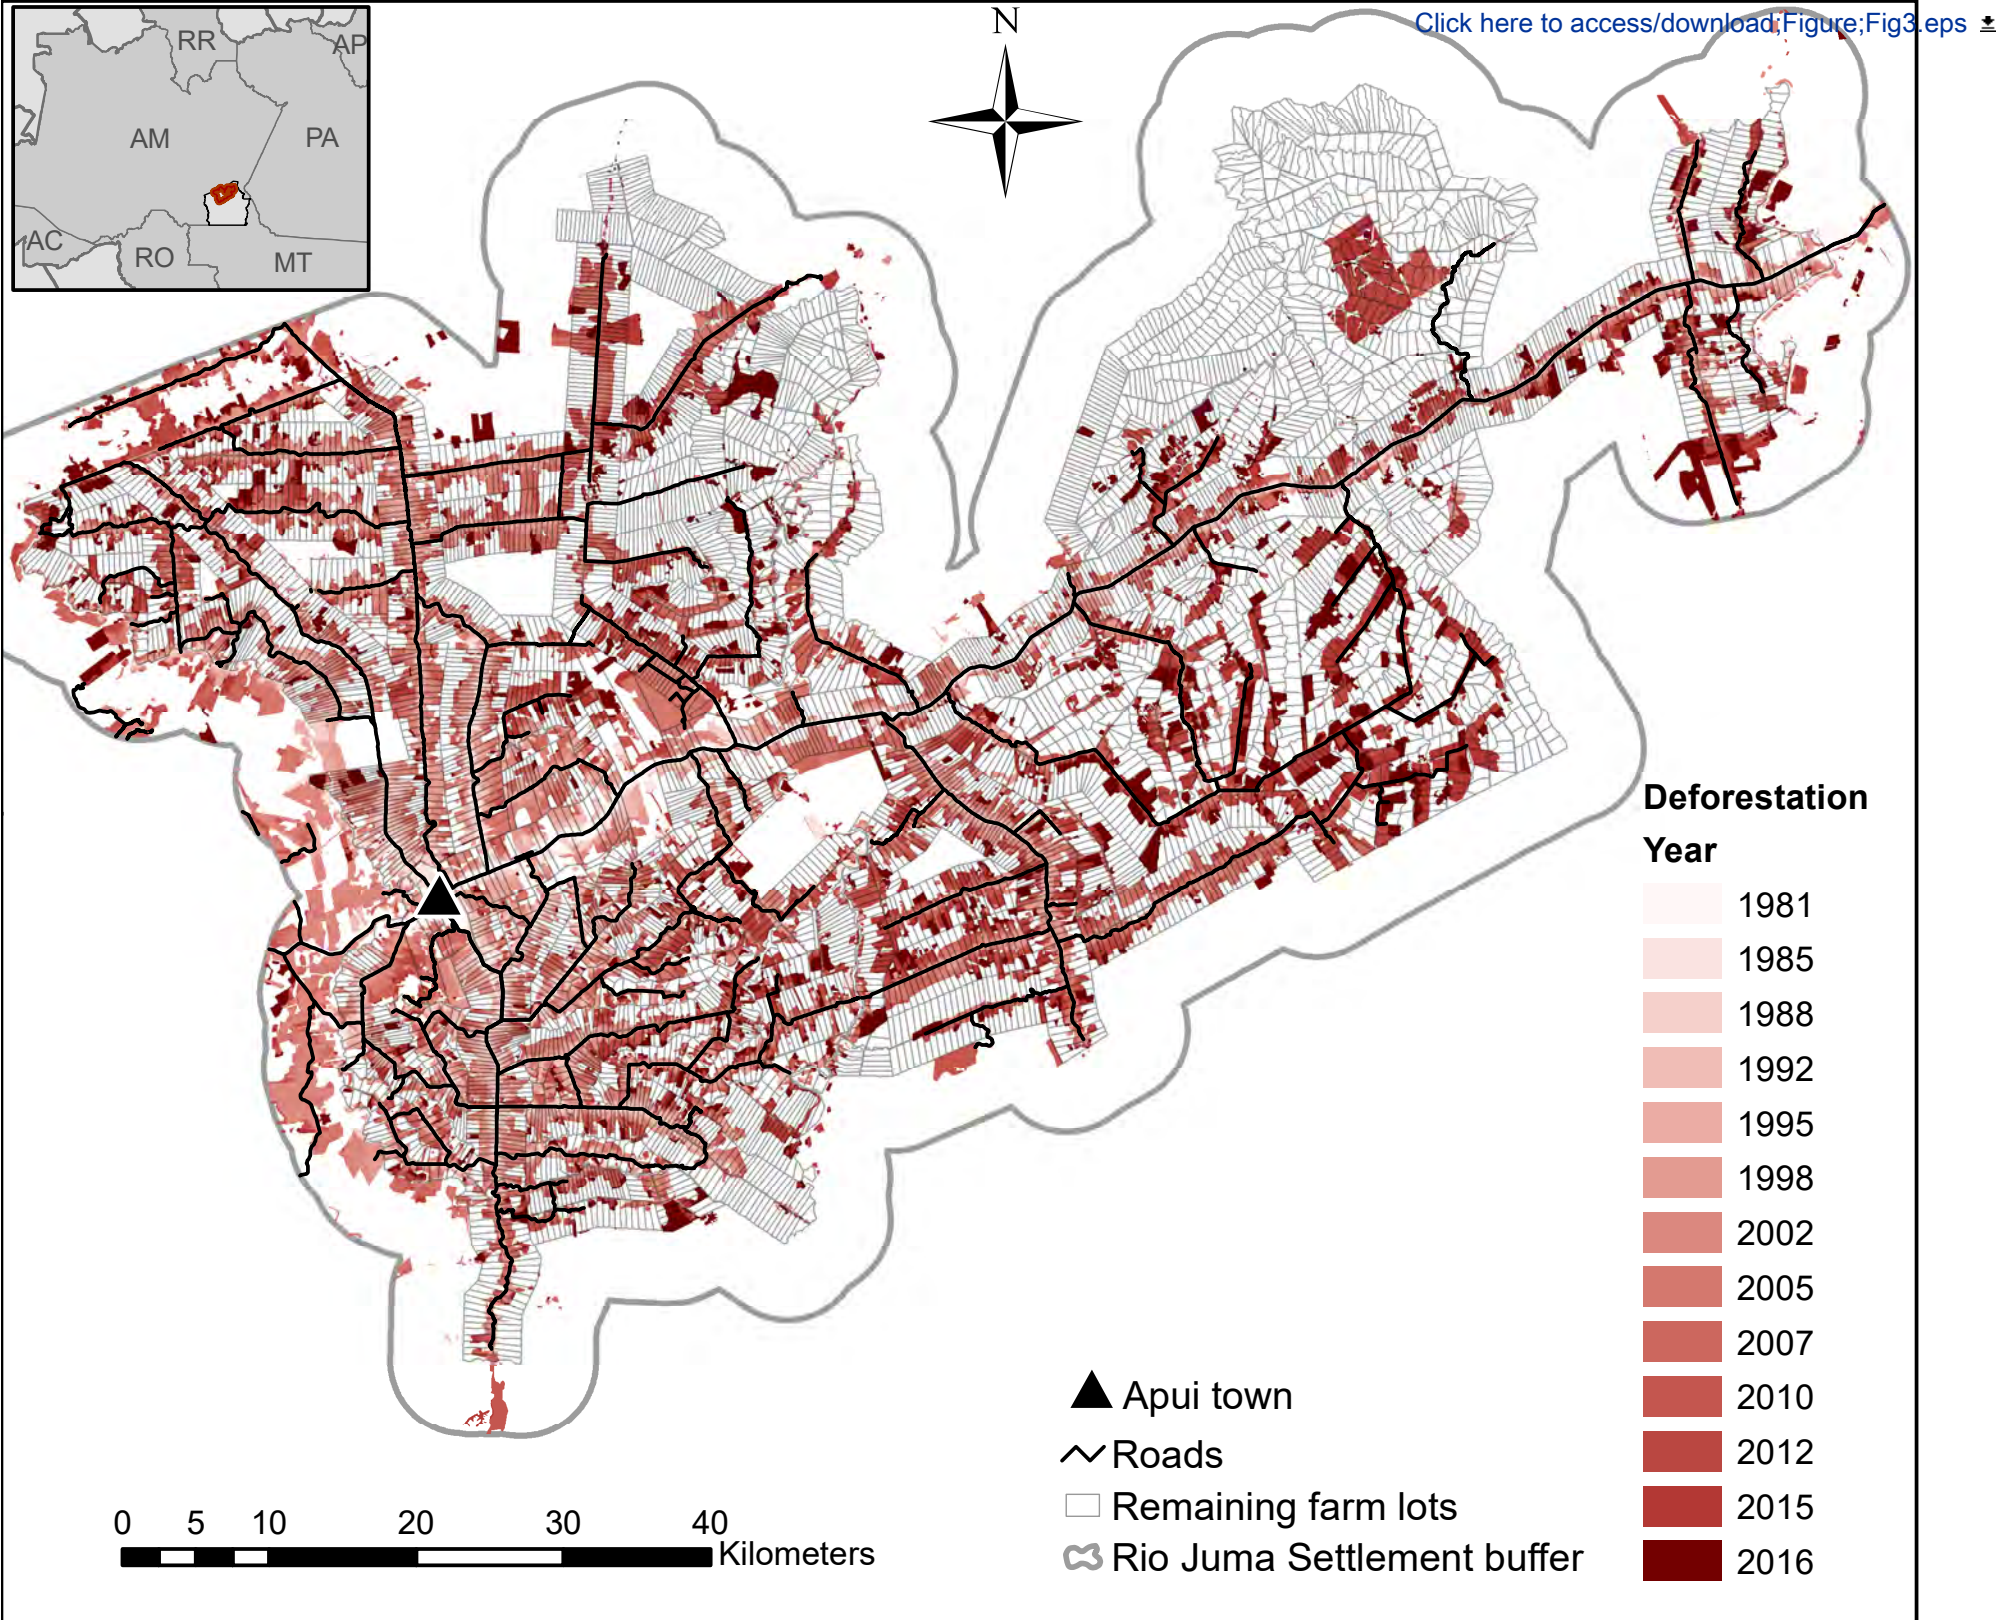 Click here to access/download;Figure;Fig3.eps
N
RR
AP
AM
PA
AC
RO
MT
Deforestation
Year
1981
1985
1988
1992
1995
1998
2002
2005
2007
2010
2012
2015
2016
Apui town
Roads
Remaining farm lots
Rio Juma Settlement buffer
0 5 10 20 30 40
Kilometers